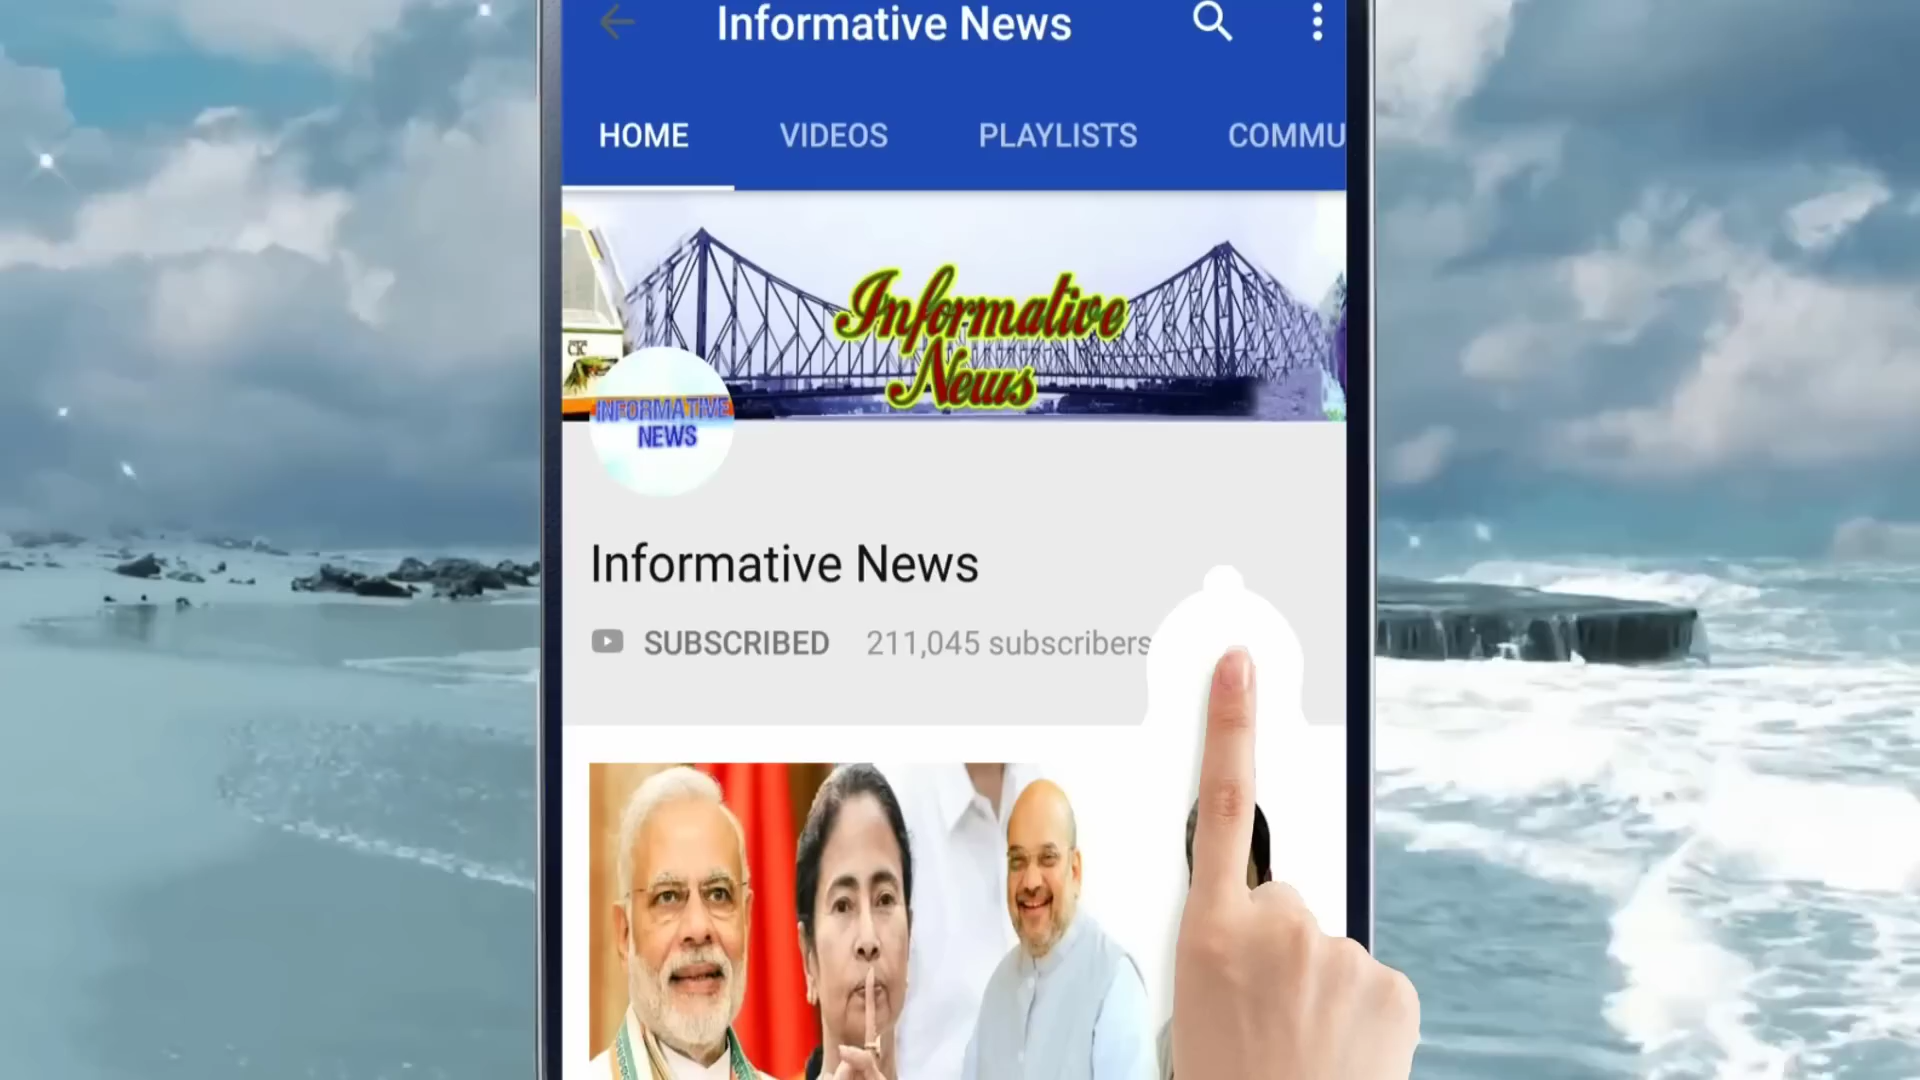 Informative News
HOME VIDEOS PLAYLISTS COMMU
Informative
News
INFORMATIVE
NEWS
Informative News
SUBSCRIBED 211,045 subscribers